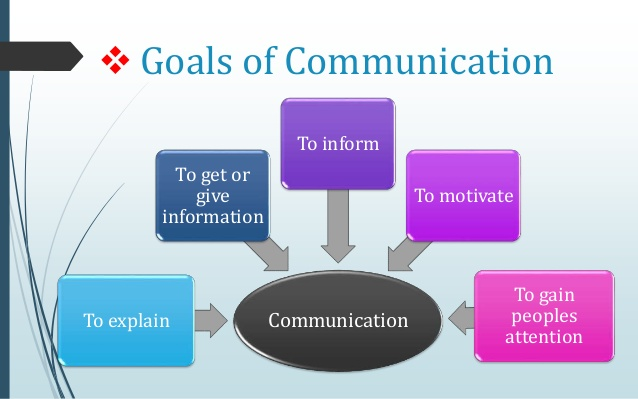 Goals of Communication
To inform
To get or
give
information
To motivate
To explain
Communication
To gain
peoples
attention